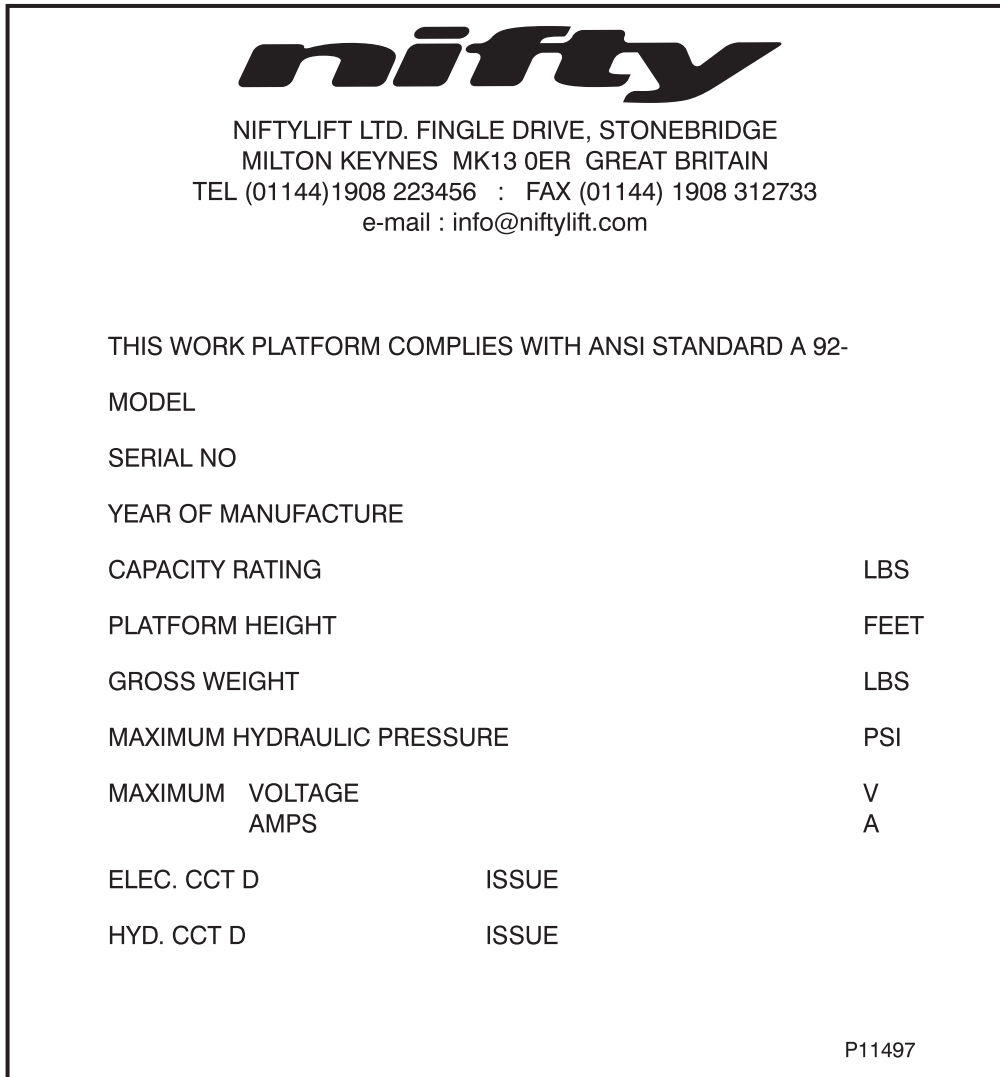 nifty
NIFTYLIFT LTD. FINGLE DRIVE, STONEBRIDGE
MILTON KEYNES MK13 0ER GREAT BRITAIN
TEL (01144)1908 223456 : FAX (01144) 1908 312733
e-mail : info@niftylift.com
THIS WORK PLATFORM COMPLIES WITH ANSI STANDARD A 92-
MODEL
SERIAL NO
YEAR OF MANUFACTURE
CAPACITY RATING LBS
PLATFORM HEIGHT FEET
GROSS WEIGHT LBS
MAXIMUM HYDRAULIC PRESSURE PSI
MAXIMUM VOLTAGE V
AMPS A
ELEC. CCT D ISSUE
HYD. CCT D ISSUE
P11497